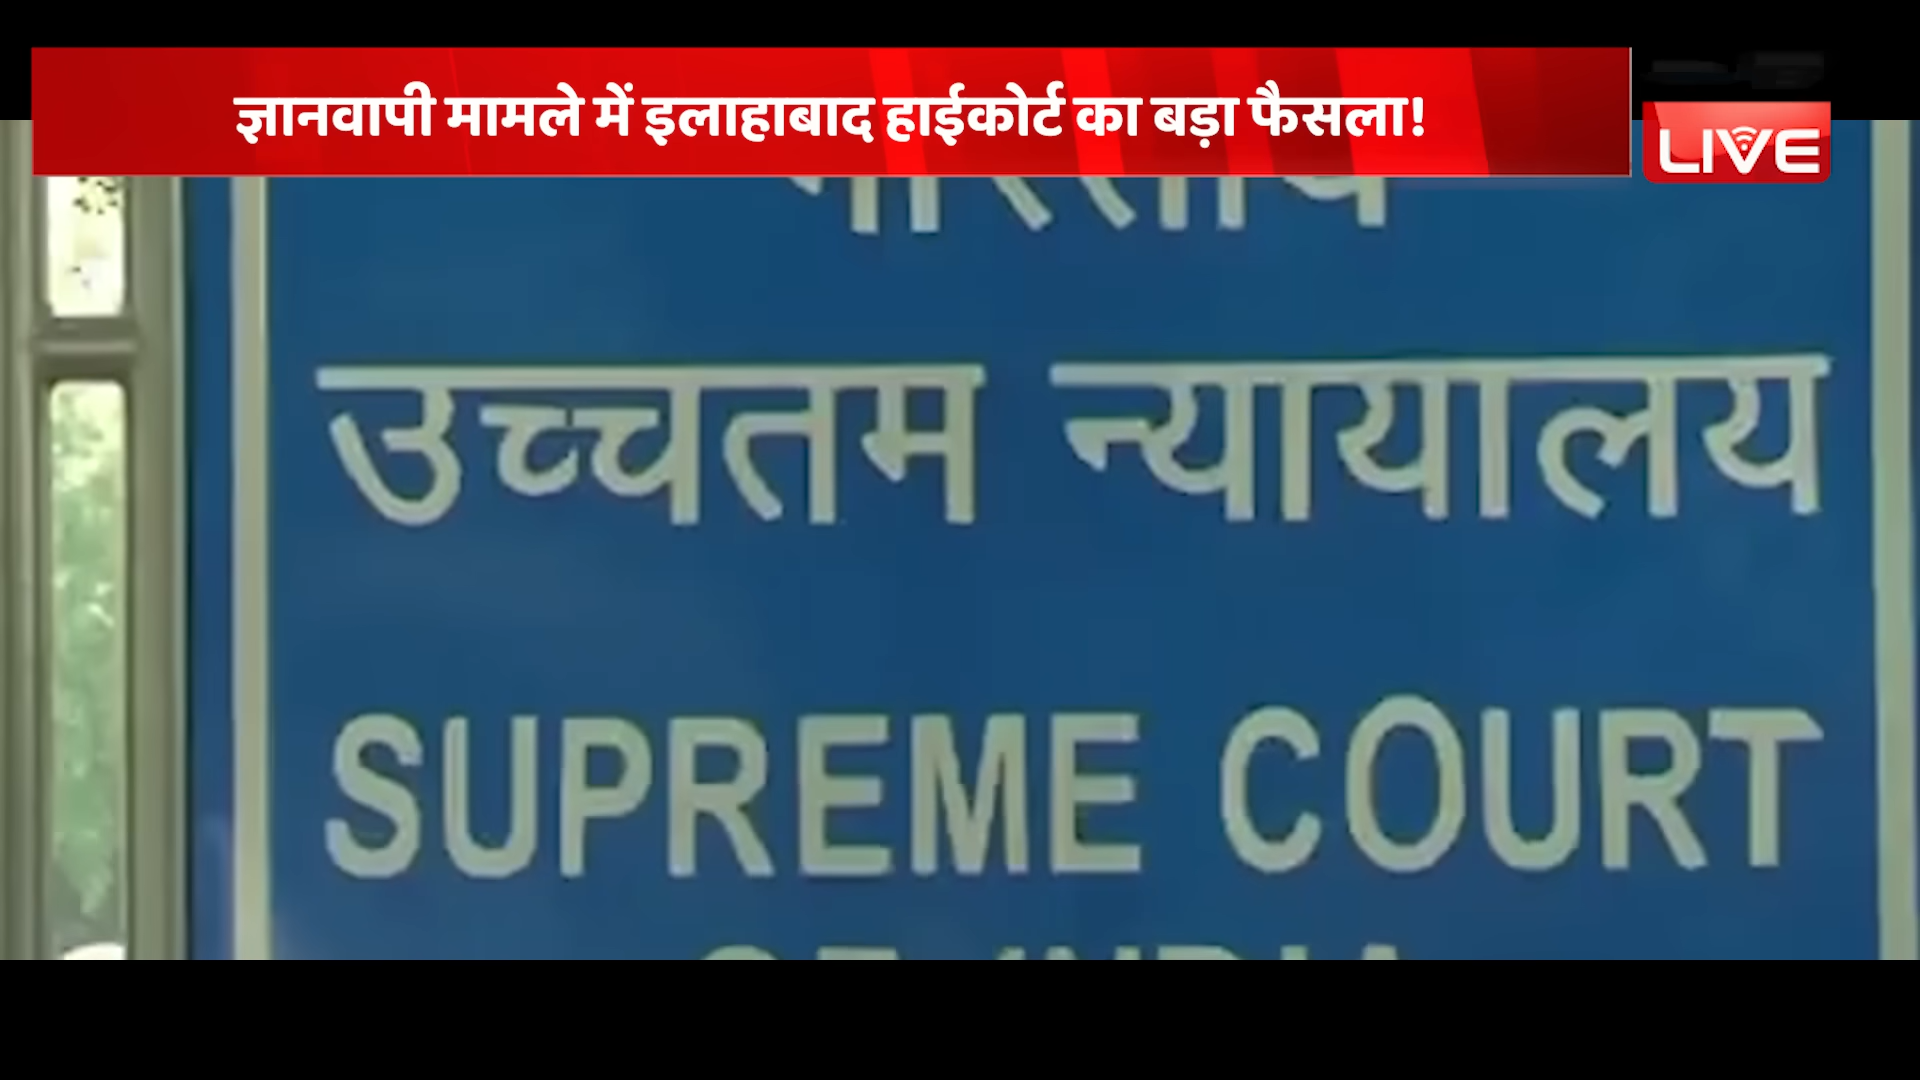 ज्ञानवापी मामले में इलाहाबाद हाईकोर्ट का बड़ा फैसला!
LIVE
उच्चतम न्यायालय
SUPREME COURT